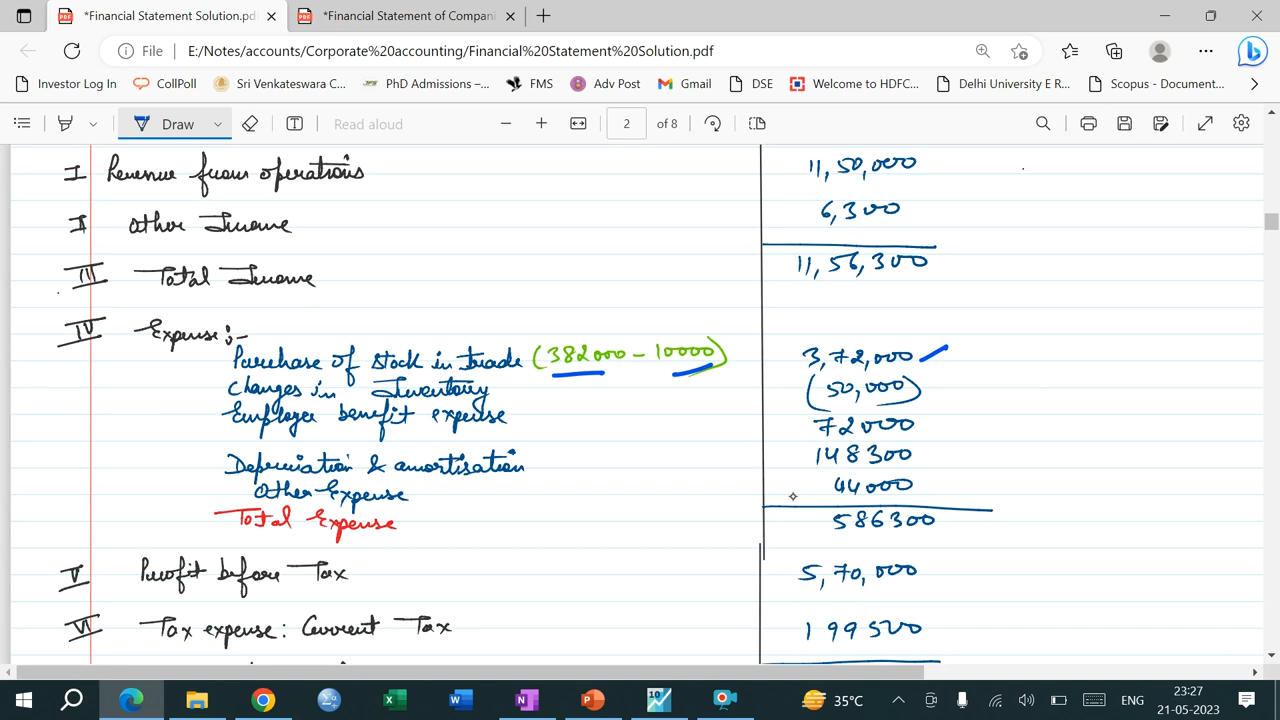 *Financial Statement Solution.pd
*Financial Statement of Compani
File
E:/Notes/accounts/Corporate%20accounting/Financial%20Statement%20Solution.pdf
Investor Log In
CollPoll
Sri Venkateswara C...
PhD Admissions –...
FMS
Adv Post
Gmail
DSE
Welcome to HDFC...
Delhi University E R...
Scopus - Document...
Draw
Read aloud
2 of 8
I Revenue from operations 11,50,000
II Other Income 6,300
III Total Income 11,56,300
IV Expense:-
Purchase of stock in trade (382000 - 10000) 3,72,000
Changes in Inventory (50,000)
Employee benefit expense 72000
Depreciation & amortisation 148300
Other Expense 44000
Total Expense 586300
V Profit before Tax 5,70,000
VI Tax expense: Current Tax 199500
35°C
ENG
23:27
21-05-2023